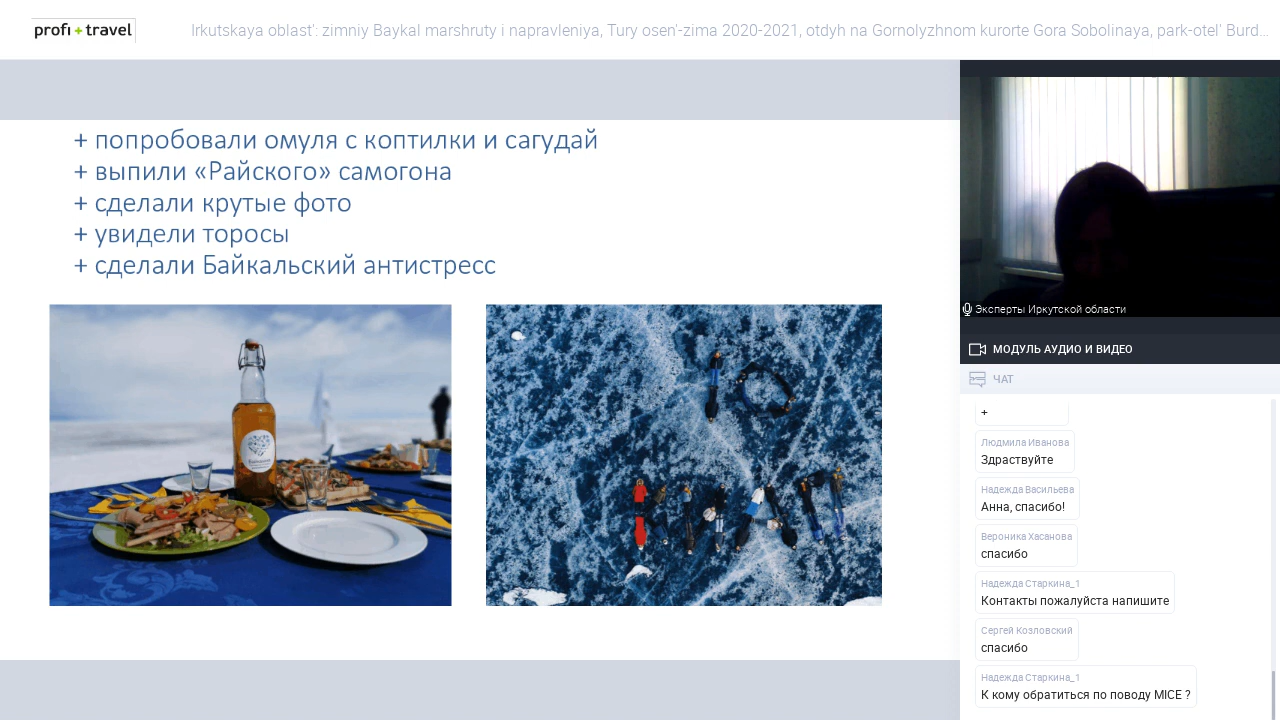 profi + travel
Irkutskaya oblast': zimniy Baykal marshruty i napravleniya, Tury osen'-zima 2020-2021, otdyh na Gornolyzhnom kurorte Gora Sobolinaya, park-otel' Burd...
+ попробовали омуля с коптилки и сагудай
+ выпили «Райского» самогона
+ сделали крутые фото
+ увидели торосы
+ сделали Байкальский антистресс
Эксперты Иркутской области
МОДУЛЬ АУДИО И ВИДЕО
ЧАТ
+
Людмила Иванова
Здраствуйте
Надежда Васильева
Анна, спасибо!
Вероника Хасанова
спасибо
Надежда Старкина_1
Контакты пожалуйста напишите
Сергей Козловский
спасибо
Надежда Старкина_1
К кому обратиться по поводу MICE ?